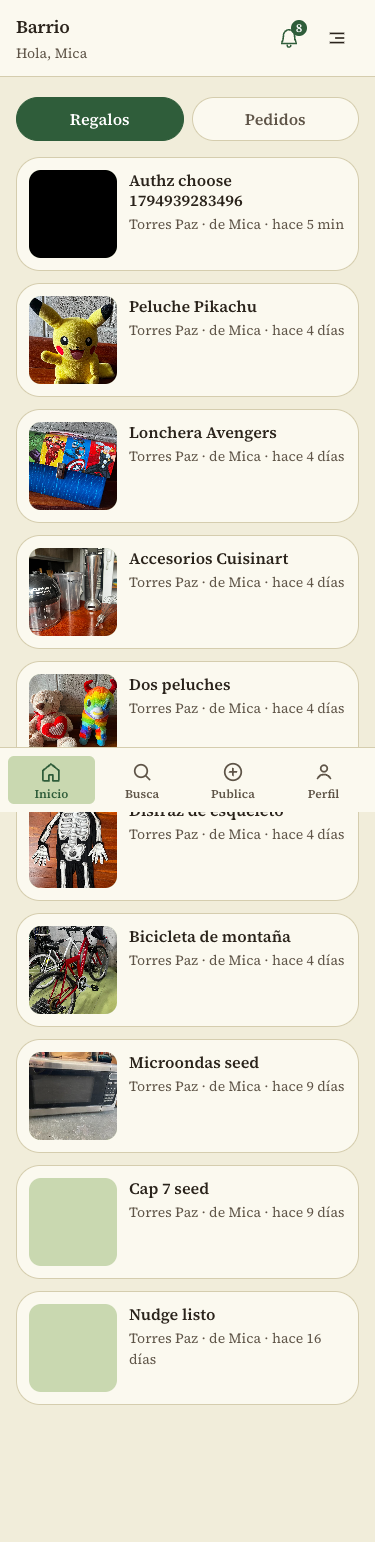 Barrio
Hola, Mica
8
Regalos
Pedidos
Authz choose
1794939283496
Torres Paz · de Mica · hace 5 min
Peluche Pikachu
Torres Paz · de Mica · hace 4 días
Lonchera Avengers
Torres Paz · de Mica · hace 4 días
Accesorios Cuisinart
Torres Paz · de Mica · hace 4 días
Dos peluches
Torres Paz · de Mica · hace 4 días
Inicio
Busca
Publica
Perfil
Disfraz de esqueleto
Torres Paz · de Mica · hace 4 días
Bicicleta de montaña
Torres Paz · de Mica · hace 4 días
Microondas seed
Torres Paz · de Mica · hace 9 días
Cap 7 seed
Torres Paz · de Mica · hace 9 días
Nudge listo
Torres Paz · de Mica · hace 16
días